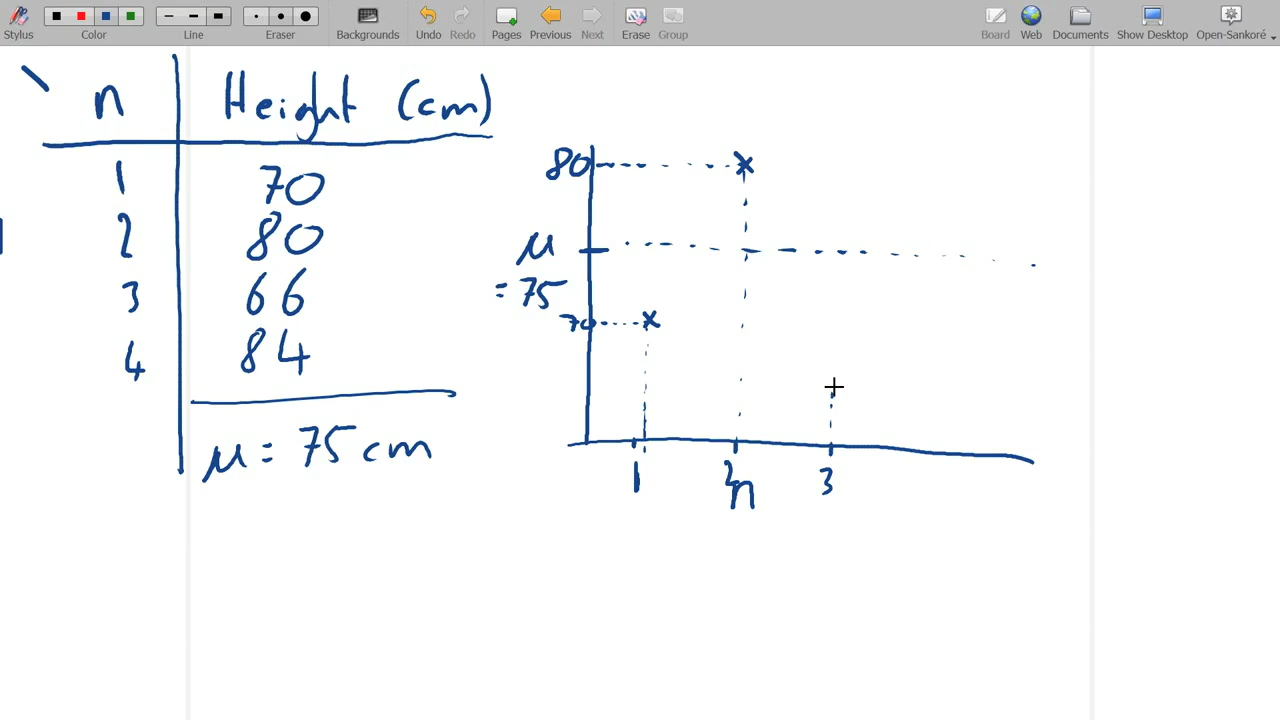 Stylus Color Line Eraser Backgrounds Undo Redo Pages Previous Next Erase Group Board Web Documents Show Desktop Open-Sankoré
n Height (cm)
1 70
2 80
3 66
4 84
μ = 75 cm
80
μ
= 75
70
1 2 3
n